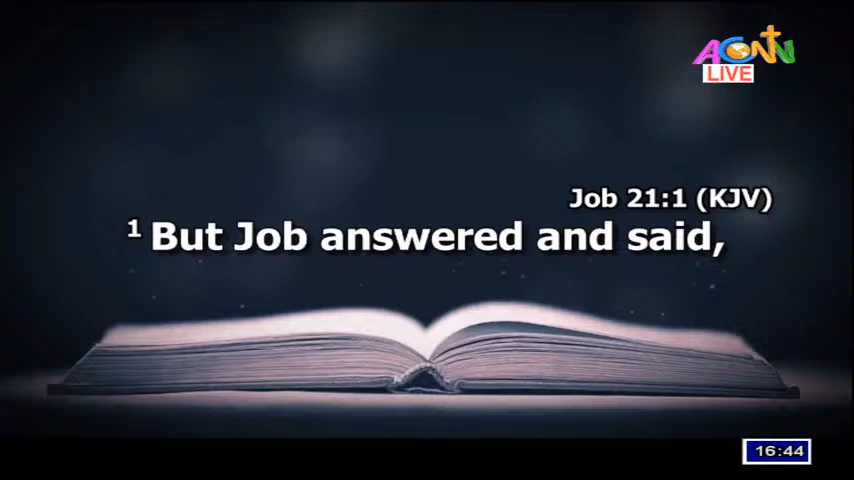 ACNN
LIVE
Job 21:1 (KJV)
1 But Job answered and said,
16:44